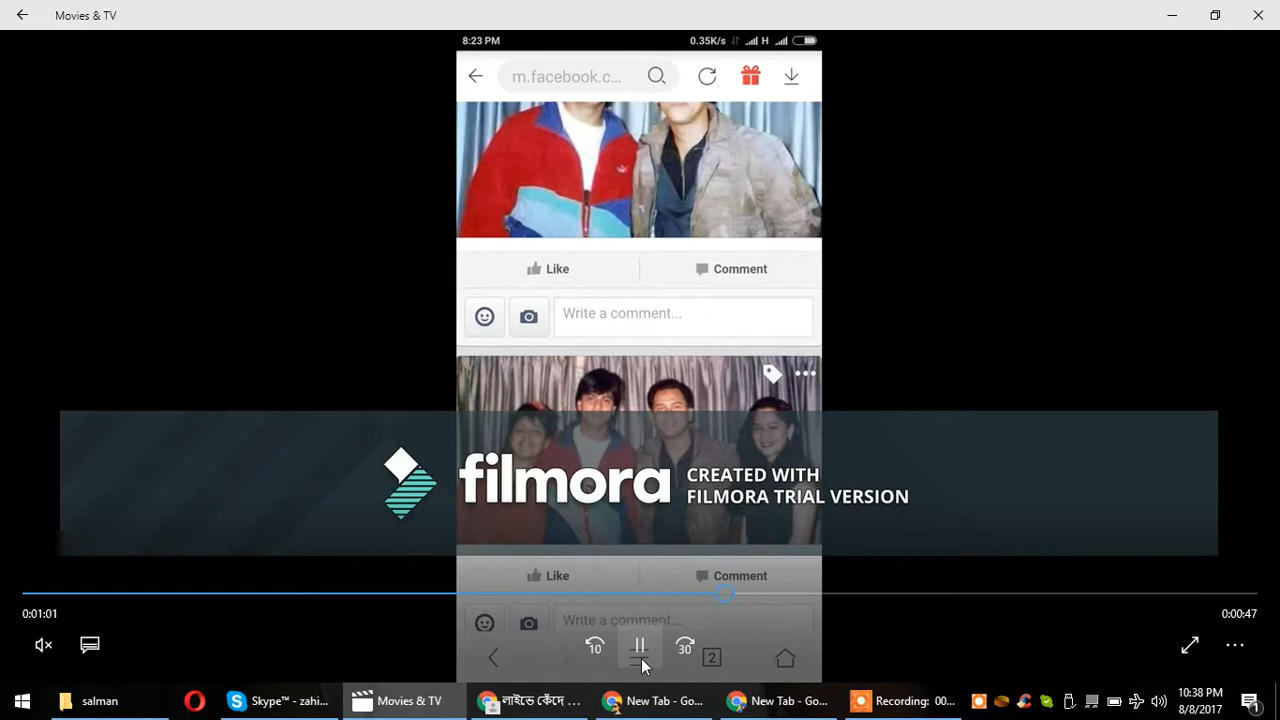 Movies & TV
8:23 PM 0.35K/s H
m.facebook.c...
Like Comment
Write a comment...
filmora CREATED WITH
FILMORA TRIAL VERSION
Like Comment
0:01:01 0:00:47
Write a comment...
10 30
2
salman Skype™ - zahi... Movies & TV লাইভে কেঁদে ... New Tab - Go... New Tab - Go... Recording: 00...
10:38 PM
8/8/2017
1